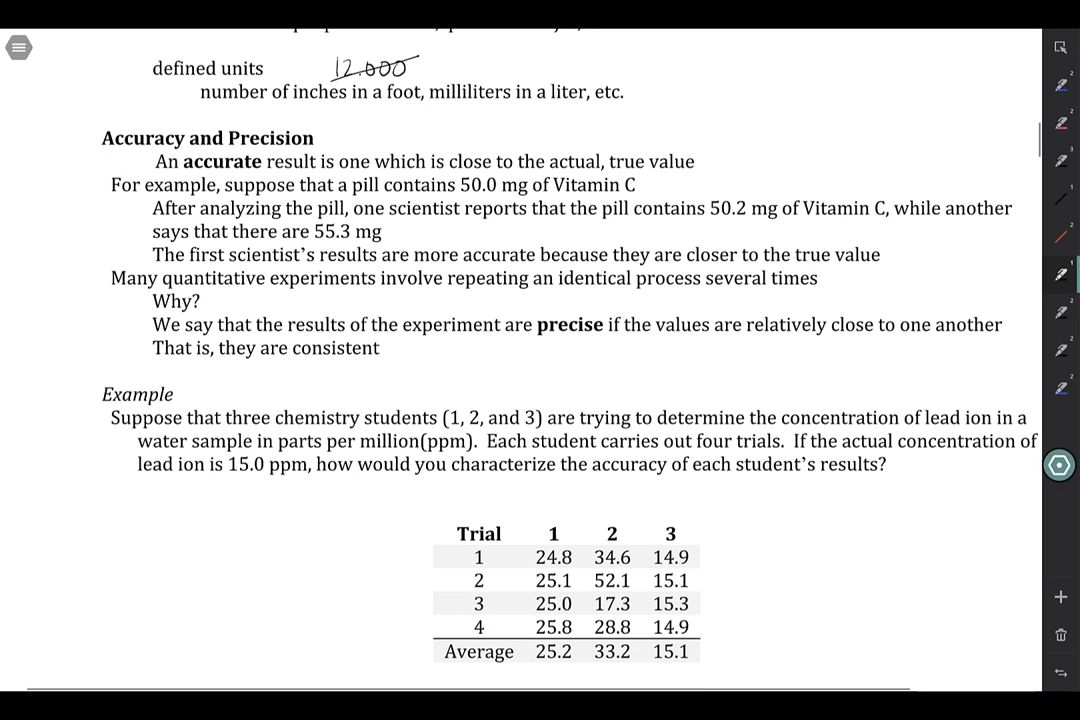 defined units 12.000
number of inches in a foot, milliliters in a liter, etc.
Accuracy and Precision
An accurate result is one which is close to the actual, true value
For example, suppose that a pill contains 50.0 mg of Vitamin C
After analyzing the pill, one scientist reports that the pill contains 50.2 mg of Vitamin C, while another
says that there are 55.3 mg
The first scientist’s results are more accurate because they are closer to the true value
Many quantitative experiments involve repeating an identical process several times
Why?
We say that the results of the experiment are precise if the values are relatively close to one another
That is, they are consistent
Example
Suppose that three chemistry students (1, 2, and 3) are trying to determine the concentration of lead ion in a
water sample in parts per million(ppm). Each student carries out four trials. If the actual concentration of
lead ion is 15.0 ppm, how would you characterize the accuracy of each student’s results?
Trial 1 2 3
1 24.8 34.6 14.9
2 25.1 52.1 15.1
3 25.0 17.3 15.3
4 25.8 28.8 14.9
Average 25.2 33.2 15.1
2
2
3
1
2
1
2
2
2